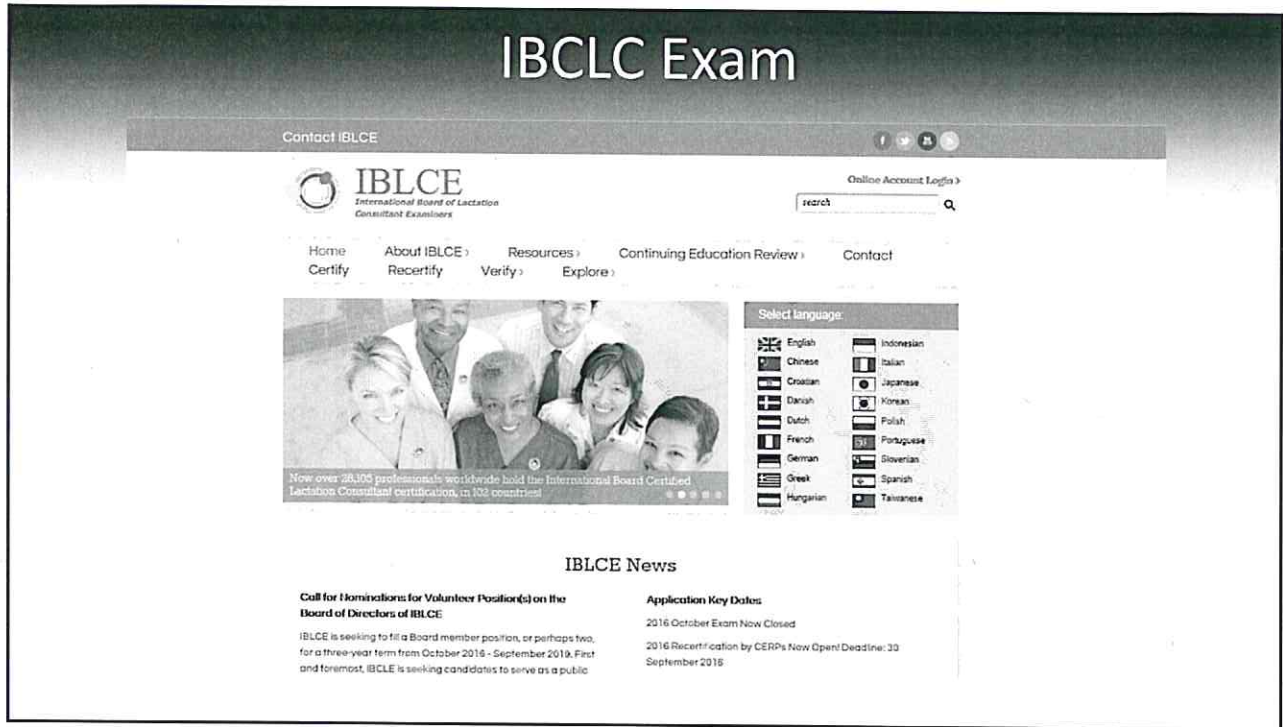 IBCLC Exam
Contact IBLCE
IBLCE
International Board of Lactation
Consultant Examiners
Online Account Login >
search
Home About IBLCE > Resources > Continuing Education Review > Contact
Certify Recertify Verify > Explore >
Now over 28,105 professionals worldwide hold the International Board Certified
Lactation Consultant certification, in 102 countries!
Select language:
English Indonesian
Chinese Italian
Croatian Japanese
Danish Korean
Dutch Polish
French Portuguese
German Slovenian
Greek Spanish
Hungarian Taiwanese
IBLCE News
Call for Nominations for Volunteer Position(s) on the
Board of Directors of IBLCE
IBLCE is seeking to fill a Board member position, or perhaps two,
for a three-year term from October 2016 - September 2019. First
and foremost, IBCLE is seeking candidates to serve as a public
Application Key Dates
2016 October Exam Now Closed
2016 Recertification by CERPs Now Open! Deadline: 30
September 2016